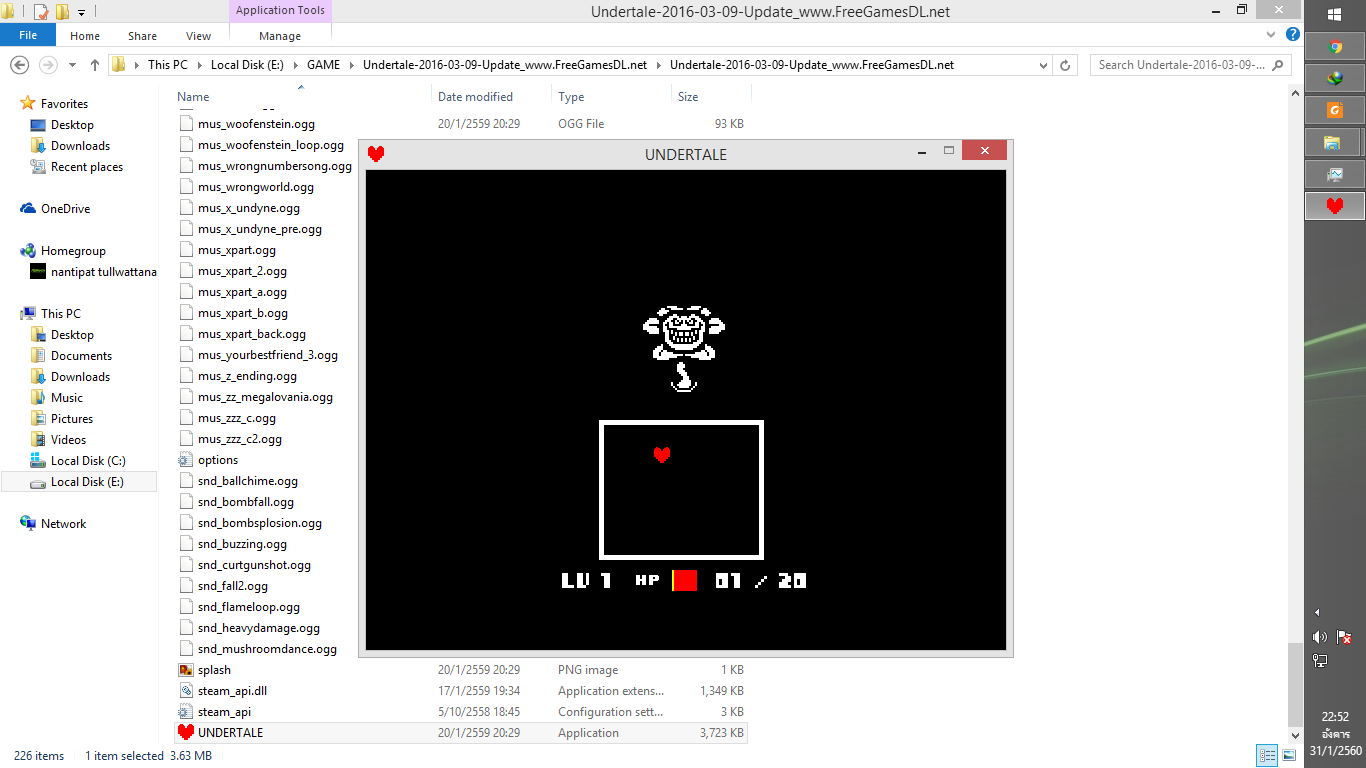 Application Tools
Undertale-2016-03-09-Update_www.FreeGamesDL.net
File Home Share View Manage
This PC Local Disk (E:) GAME Undertale-2016-03-09-Update_www.FreeGamesDL.net Undertale-2016-03-09-Update_www.FreeGamesDL.net
Search Undertale-2016-03-09-...
Favorites
Desktop
Downloads
Recent places
OneDrive
Homegroup
nantipat tullwattana
This PC
Desktop
Documents
Downloads
Music
Pictures
Videos
Local Disk (C:)
Local Disk (E:)
Network
Name Date modified Type Size
mus_woofenstein.ogg 20/1/2559 20:29 OGG File 93 KB
mus_woofenstein_loop.ogg
mus_wrongnumbersong.ogg
mus_wrongworld.ogg
mus_x_undyne.ogg
mus_x_undyne_pre.ogg
mus_xpart.ogg
mus_xpart_2.ogg
mus_xpart_a.ogg
mus_xpart_b.ogg
mus_xpart_back.ogg
mus_yourbestfriend_3.ogg
mus_z_ending.ogg
mus_zz_megalovania.ogg
mus_zzz_c.ogg
mus_zzz_c2.ogg
options
snd_ballchime.ogg
snd_bombfall.ogg
snd_bombsplosion.ogg
snd_buzzing.ogg
snd_curtgunshot.ogg
snd_fall2.ogg
snd_flameloop.ogg
snd_heavydamage.ogg
snd_mushroomdance.ogg
splash 20/1/2559 20:29 PNG image 1 KB
steam_api.dll 17/1/2559 19:34 Application extens... 1,349 KB
steam_api 5/10/2558 18:45 Configuration sett... 3 KB
UNDERTALE 20/1/2559 20:29 Application 3,723 KB
UNDERTALE
LV 1 HP 01 / 20
226 items 1 item selected 3.63 MB
22:52
อังคาร
31/1/2560